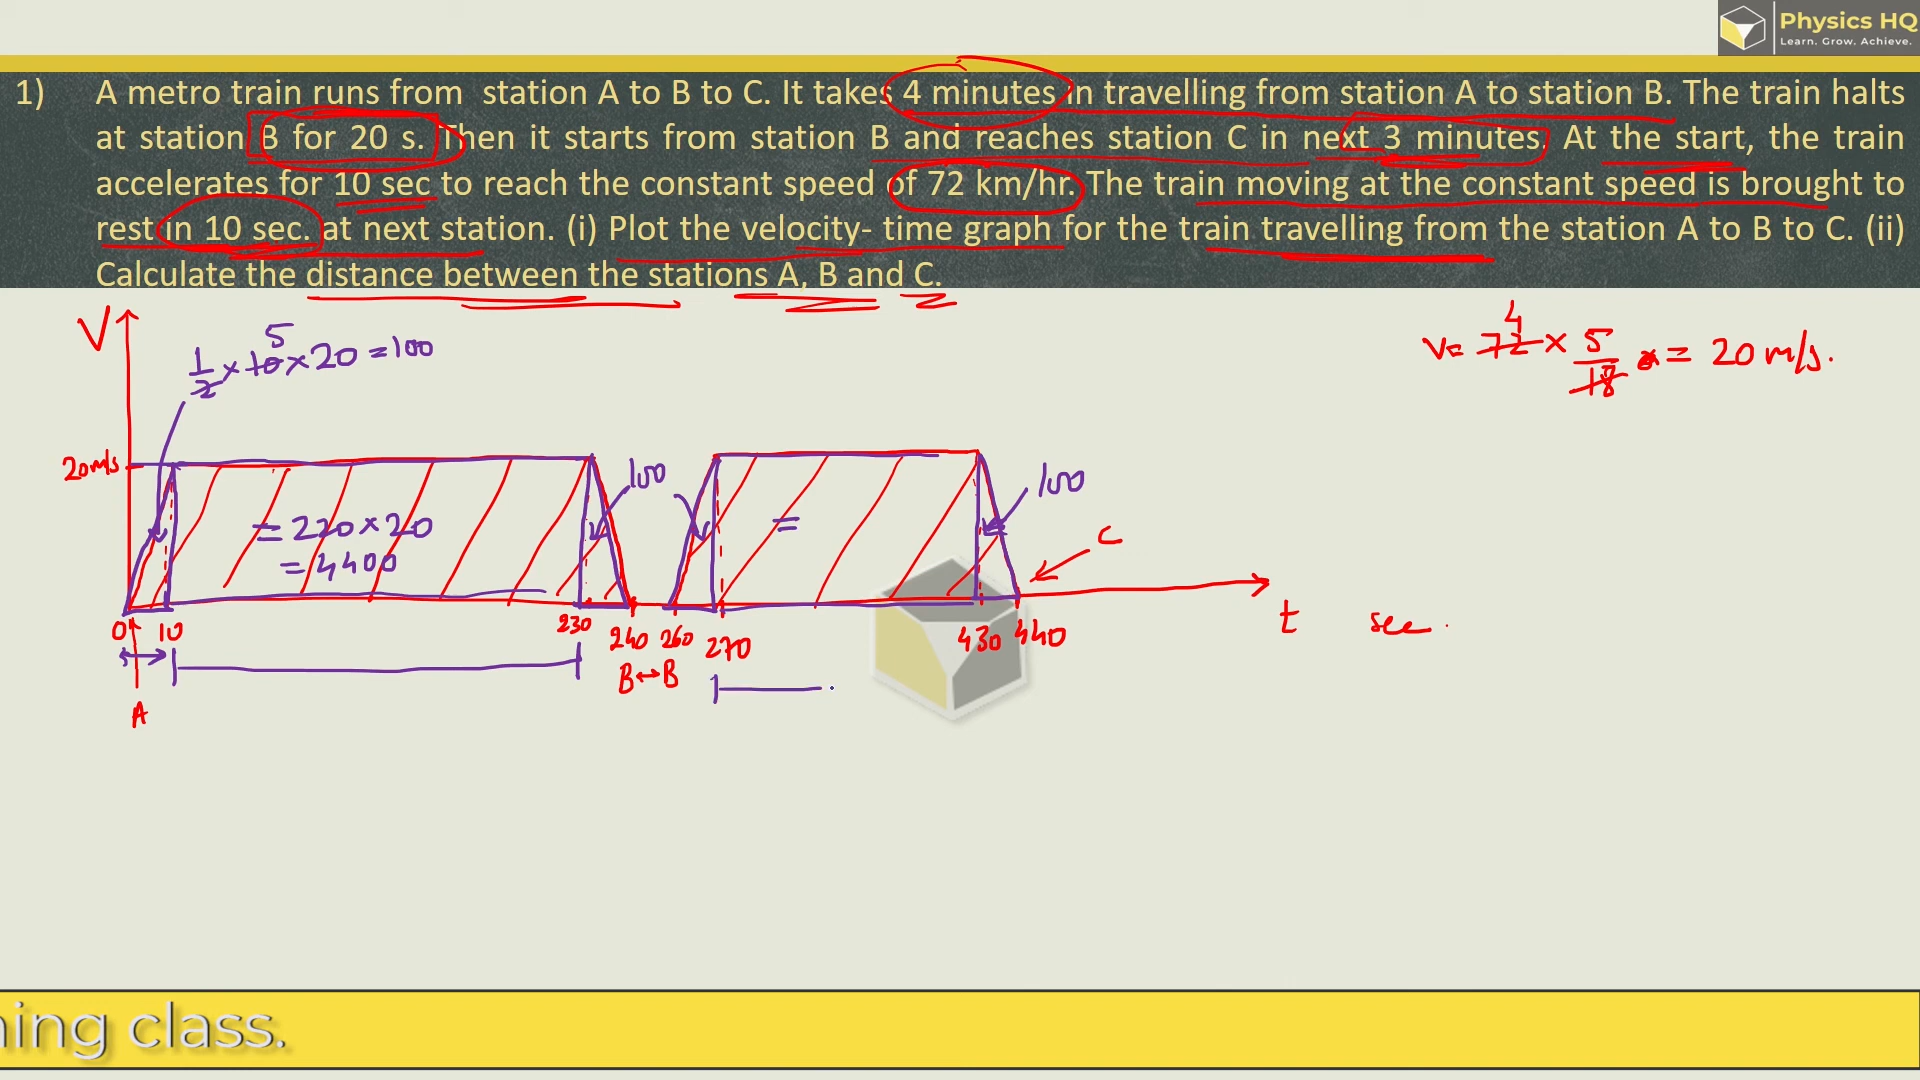 Physics HQ
Learn. Grow. Achieve.
1) A metro train runs from station A to B to C. It takes 4 minutes in travelling from station A to station B. The train halts
at station B for 20 s. Then it starts from station B and reaches station C in next 3 minutes. At the start, the train
accelerates for 10 sec to reach the constant speed of 72 km/hr. The train moving at the constant speed is brought to
rest in 10 sec. at next station. (i) Plot the velocity- time graph for the train travelling from the station A to B to C. (ii)
Calculate the distance between the stations A, B and C.
V
1/2 × 10 × 20 = 100
5
V = 72 × 5/18 = 20 m/s.
4
20 m/s
100
100
= 220 × 20
= 4400
=
C
0 10 230 240 260 270 430 440
t sec.
B ↔ B
A
ning class.